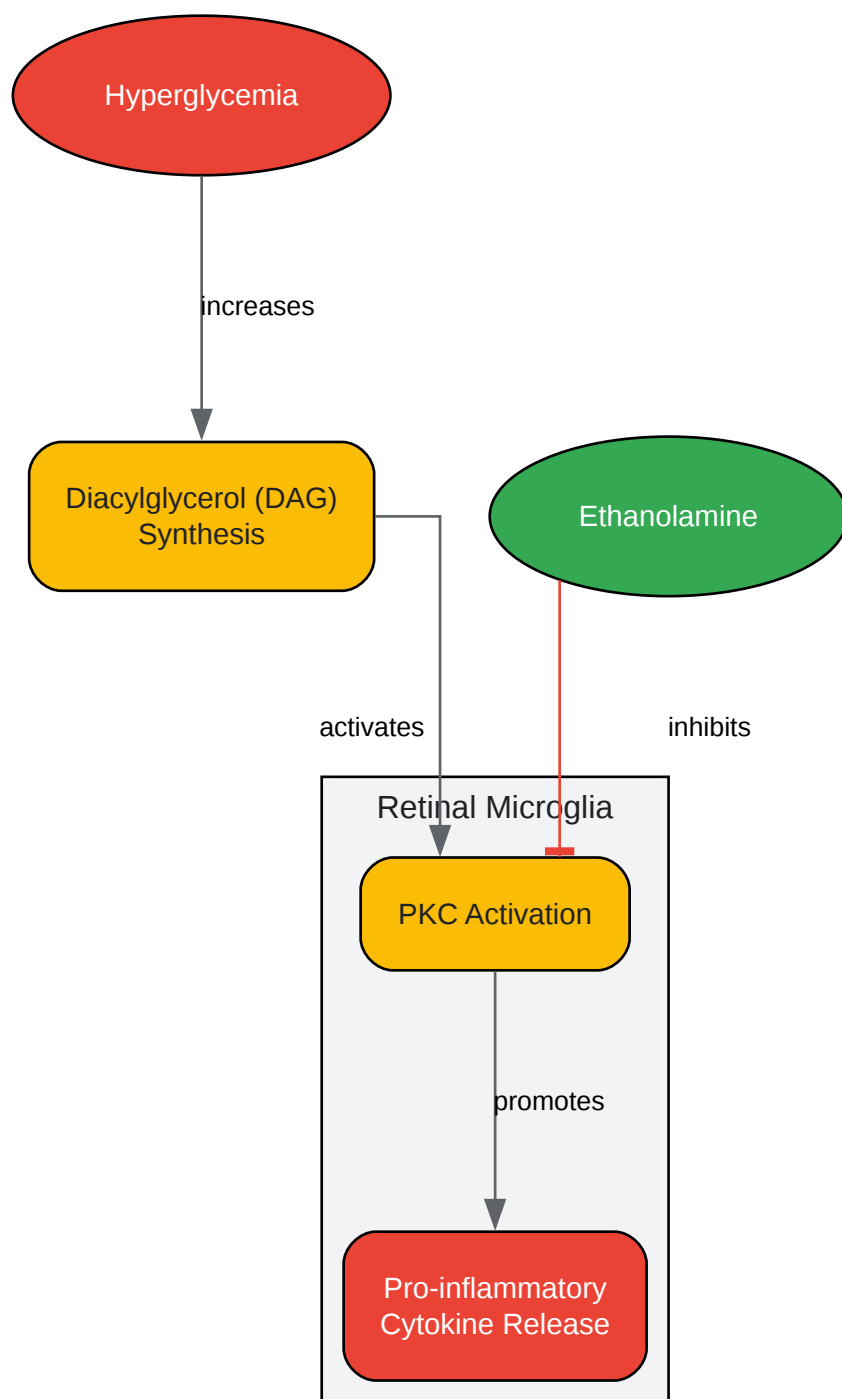 Hyperglycemia
increases
Diacylglycerol (DAG)
Synthesis
Ethanolamine
activates
inhibits
Retinal Microglia
PKC Activation
promotes
Pro-inflammatory
Cytokine Release